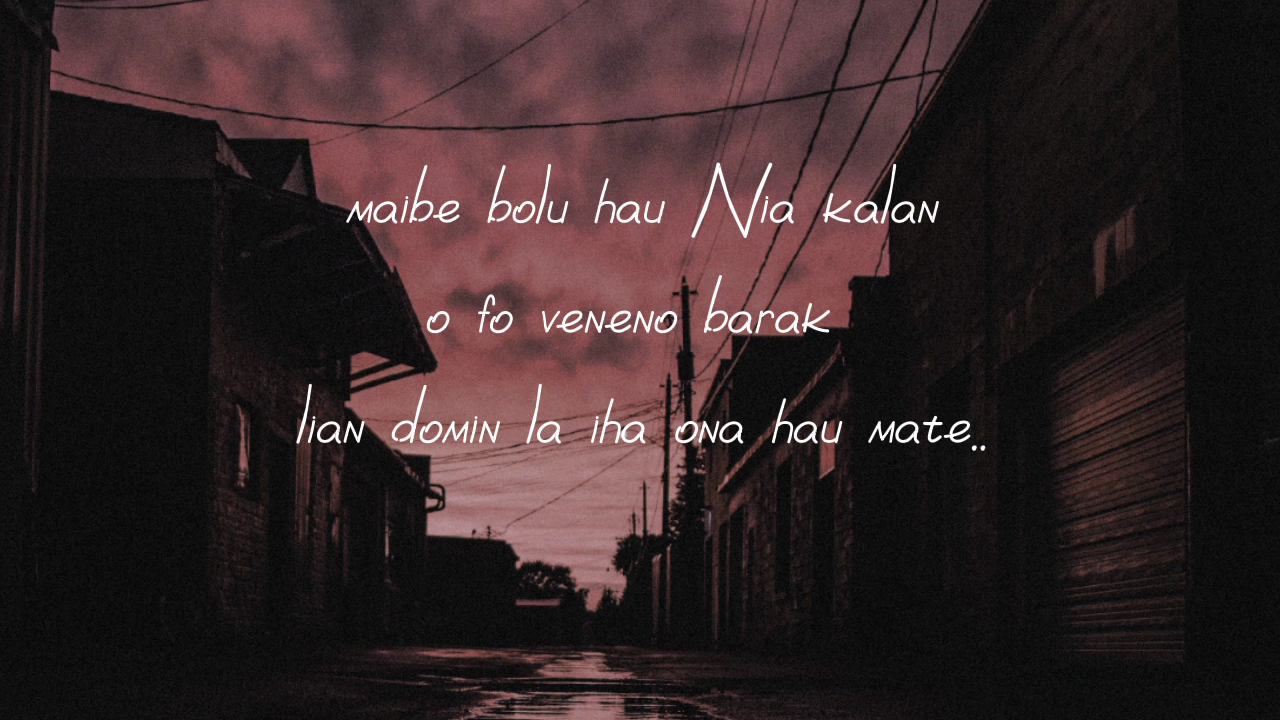 maibe bolu hau Nia kalan
o fo veneno barak
lian domin la iha ona hau mate..